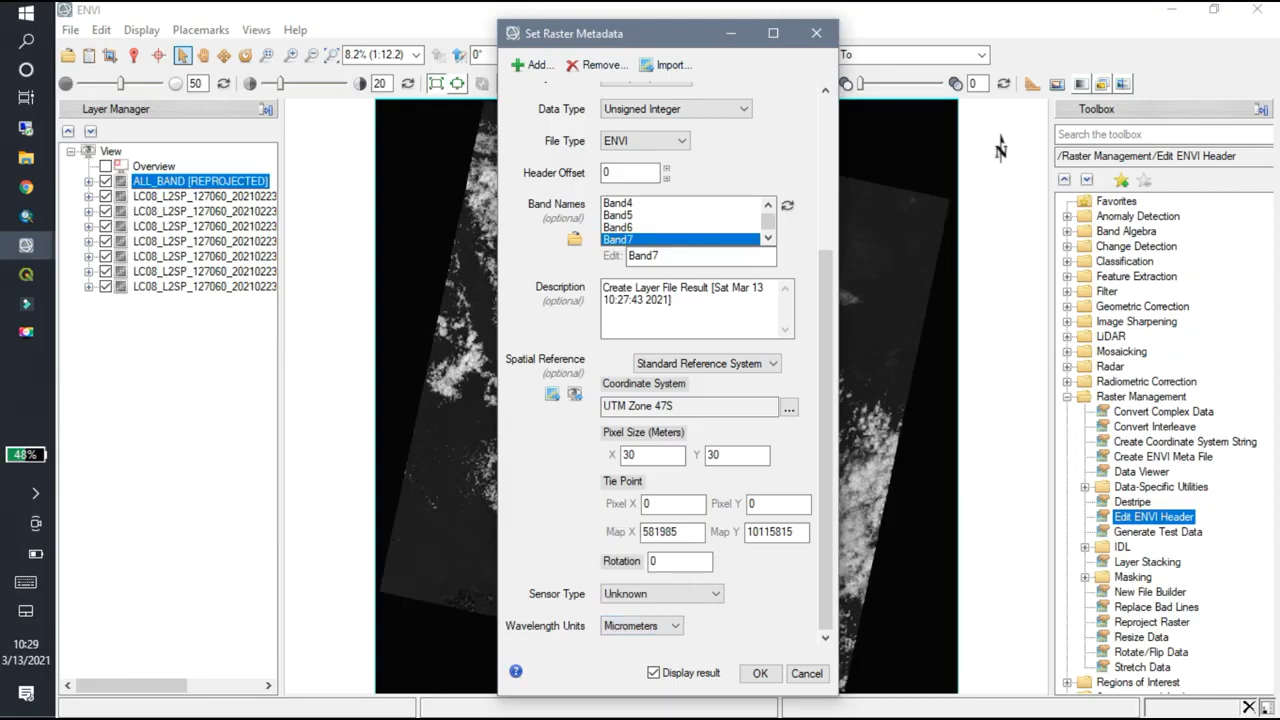 ENVI
File Edit Display Placemarks Views Help
8.2% (1:12.2) 0° To
50 20 0
Layer Manager
View
Overview
ALL_BAND [REPROJECTED]
LC08_L2SP_127060_20210223
LC08_L2SP_127060_20210223
LC08_L2SP_127060_20210223
LC08_L2SP_127060_20210223
LC08_L2SP_127060_20210223
LC08_L2SP_127060_20210223
LC08_L2SP_127060_20210223
48%
10:29
3/13/2021
Set Raster Metadata
Add... Remove... Import...
Data Type Unsigned Integer
File Type ENVI
Header Offset 0
Band Names
(optional)
Band4
Band5
Band6
Band7
Edit: Band7
Description
(optional)
Create Layer File Result [Sat Mar 13
10:27:43 2021]
Spatial Reference
(optional)
Standard Reference System
Coordinate System
UTM Zone 47S ...
Pixel Size (Meters)
X 30 Y 30
Tie Point
Pixel X 0 Pixel Y 0
Map X 581985 Map Y 10115815
Rotation 0
Sensor Type Unknown
Wavelength Units Micrometers
Display result OK Cancel
N
Toolbox
Search the toolbox
/Raster Management/Edit ENVI Header
Favorites
Anomaly Detection
Band Algebra
Change Detection
Classification
Feature Extraction
Filter
Geometric Correction
Image Sharpening
LiDAR
Mosaicking
Radar
Radiometric Correction
Raster Management
Convert Complex Data
Convert Interleave
Create Coordinate System String
Create ENVI Meta File
Data Viewer
Data-Specific Utilities
Destripe
Edit ENVI Header
Generate Test Data
IDL
Layer Stacking
Masking
New File Builder
Replace Bad Lines
Reproject Raster
Resize Data
Rotate/Flip Data
Stretch Data
Regions of Interest